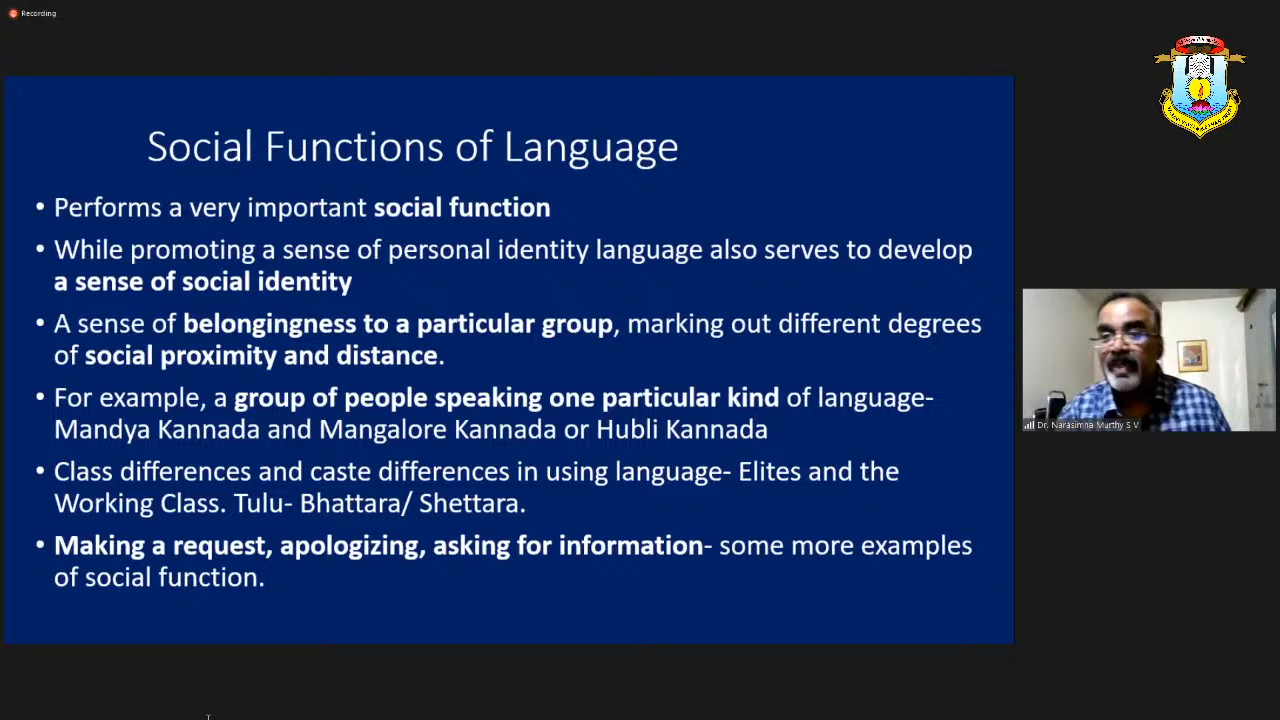 Recording
Social Functions of Language
• Performs a very important social function
• While promoting a sense of personal identity language also serves to develop
a sense of social identity
• A sense of belongingness to a particular group, marking out different degrees
of social proximity and distance.
• For example, a group of people speaking one particular kind of language-
Mandya Kannada and Mangalore Kannada or Hubli Kannada
• Class differences and caste differences in using language- Elites and the
Working Class. Tulu- Bhattara/ Shettara.
• Making a request, apologizing, asking for information- some more examples
of social function.
Dr. Narasimha Murthy S V